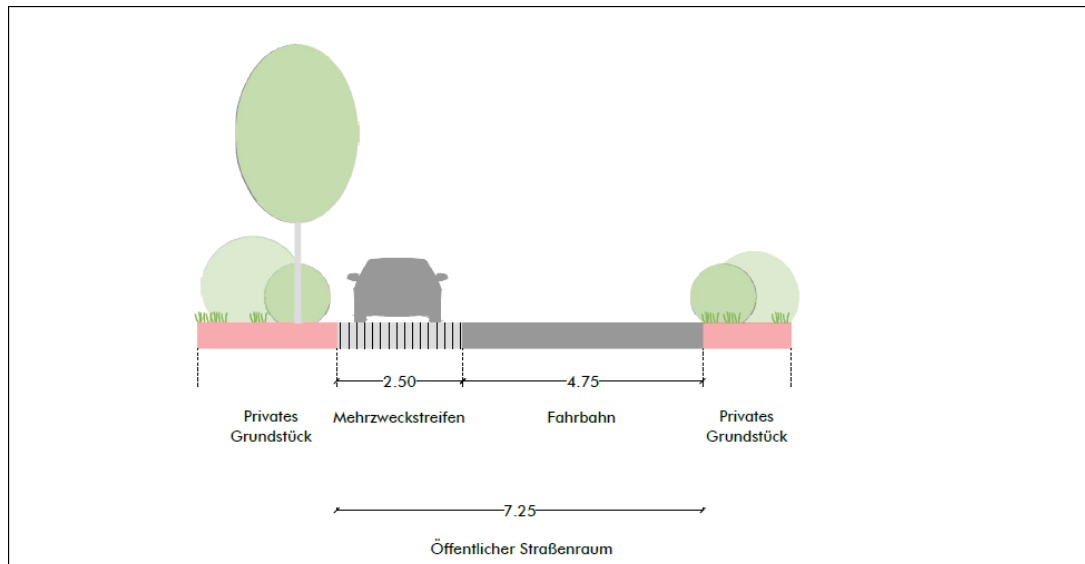 2.50
4.75
Privates
Grundstück
Mehrzweckstreifen
Fahrbahn
Privates
Grundstück
7.25
Öffentlicher Straßenraum